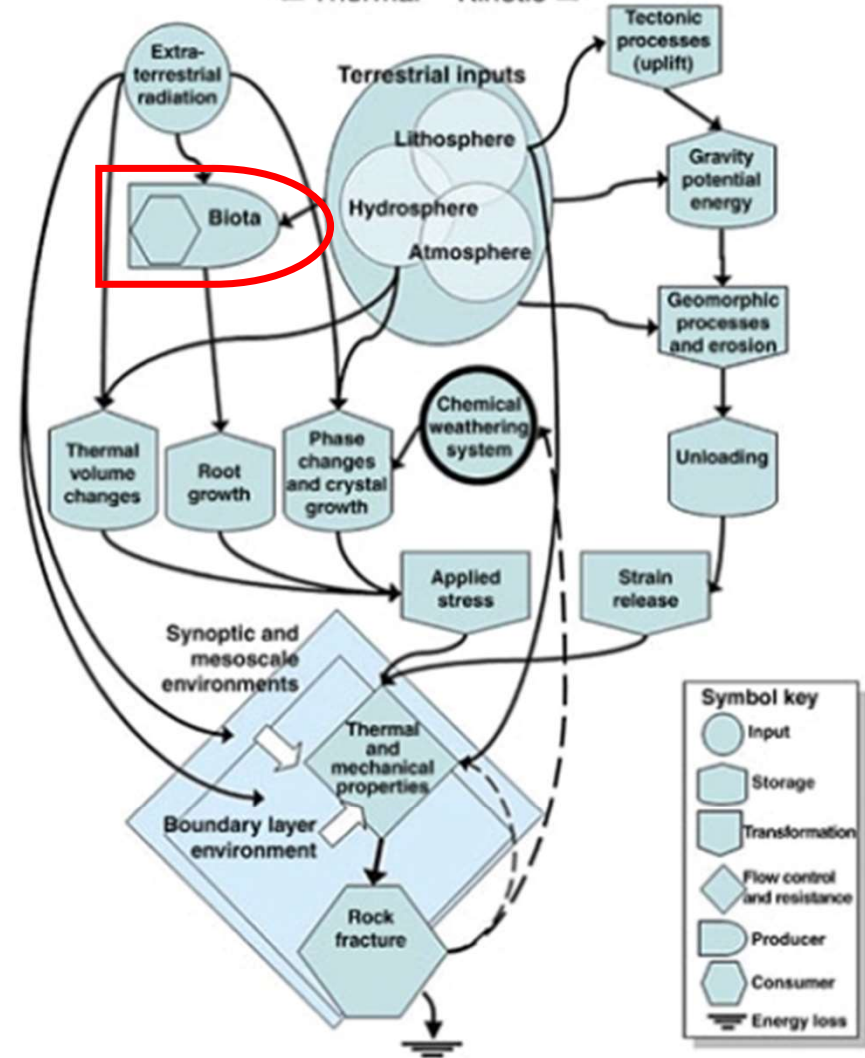 Thermal Kinetic
Extra-
terrestrial
radiation
Terrestrial inputs
Lithosphere
Hydrosphere
Atmosphere
Tectonic
processes
(uplift)
Biota
Gravity
potential
energy
Geomorphic
processes
and erosion
Chemical
weathering
system
Thermal
volume
changes
Root
growth
Phase
changes
and crystal
growth
Unloading
Applied
stress
Strain
release
Synoptic and
mesoscale
environments
Thermal
and
mechanical
properties
Boundary layer
environment
Rock
fracture
Symbol key
Input
Storage
Transformation
Flow control
and resistance
Producer
Consumer
Energy loss